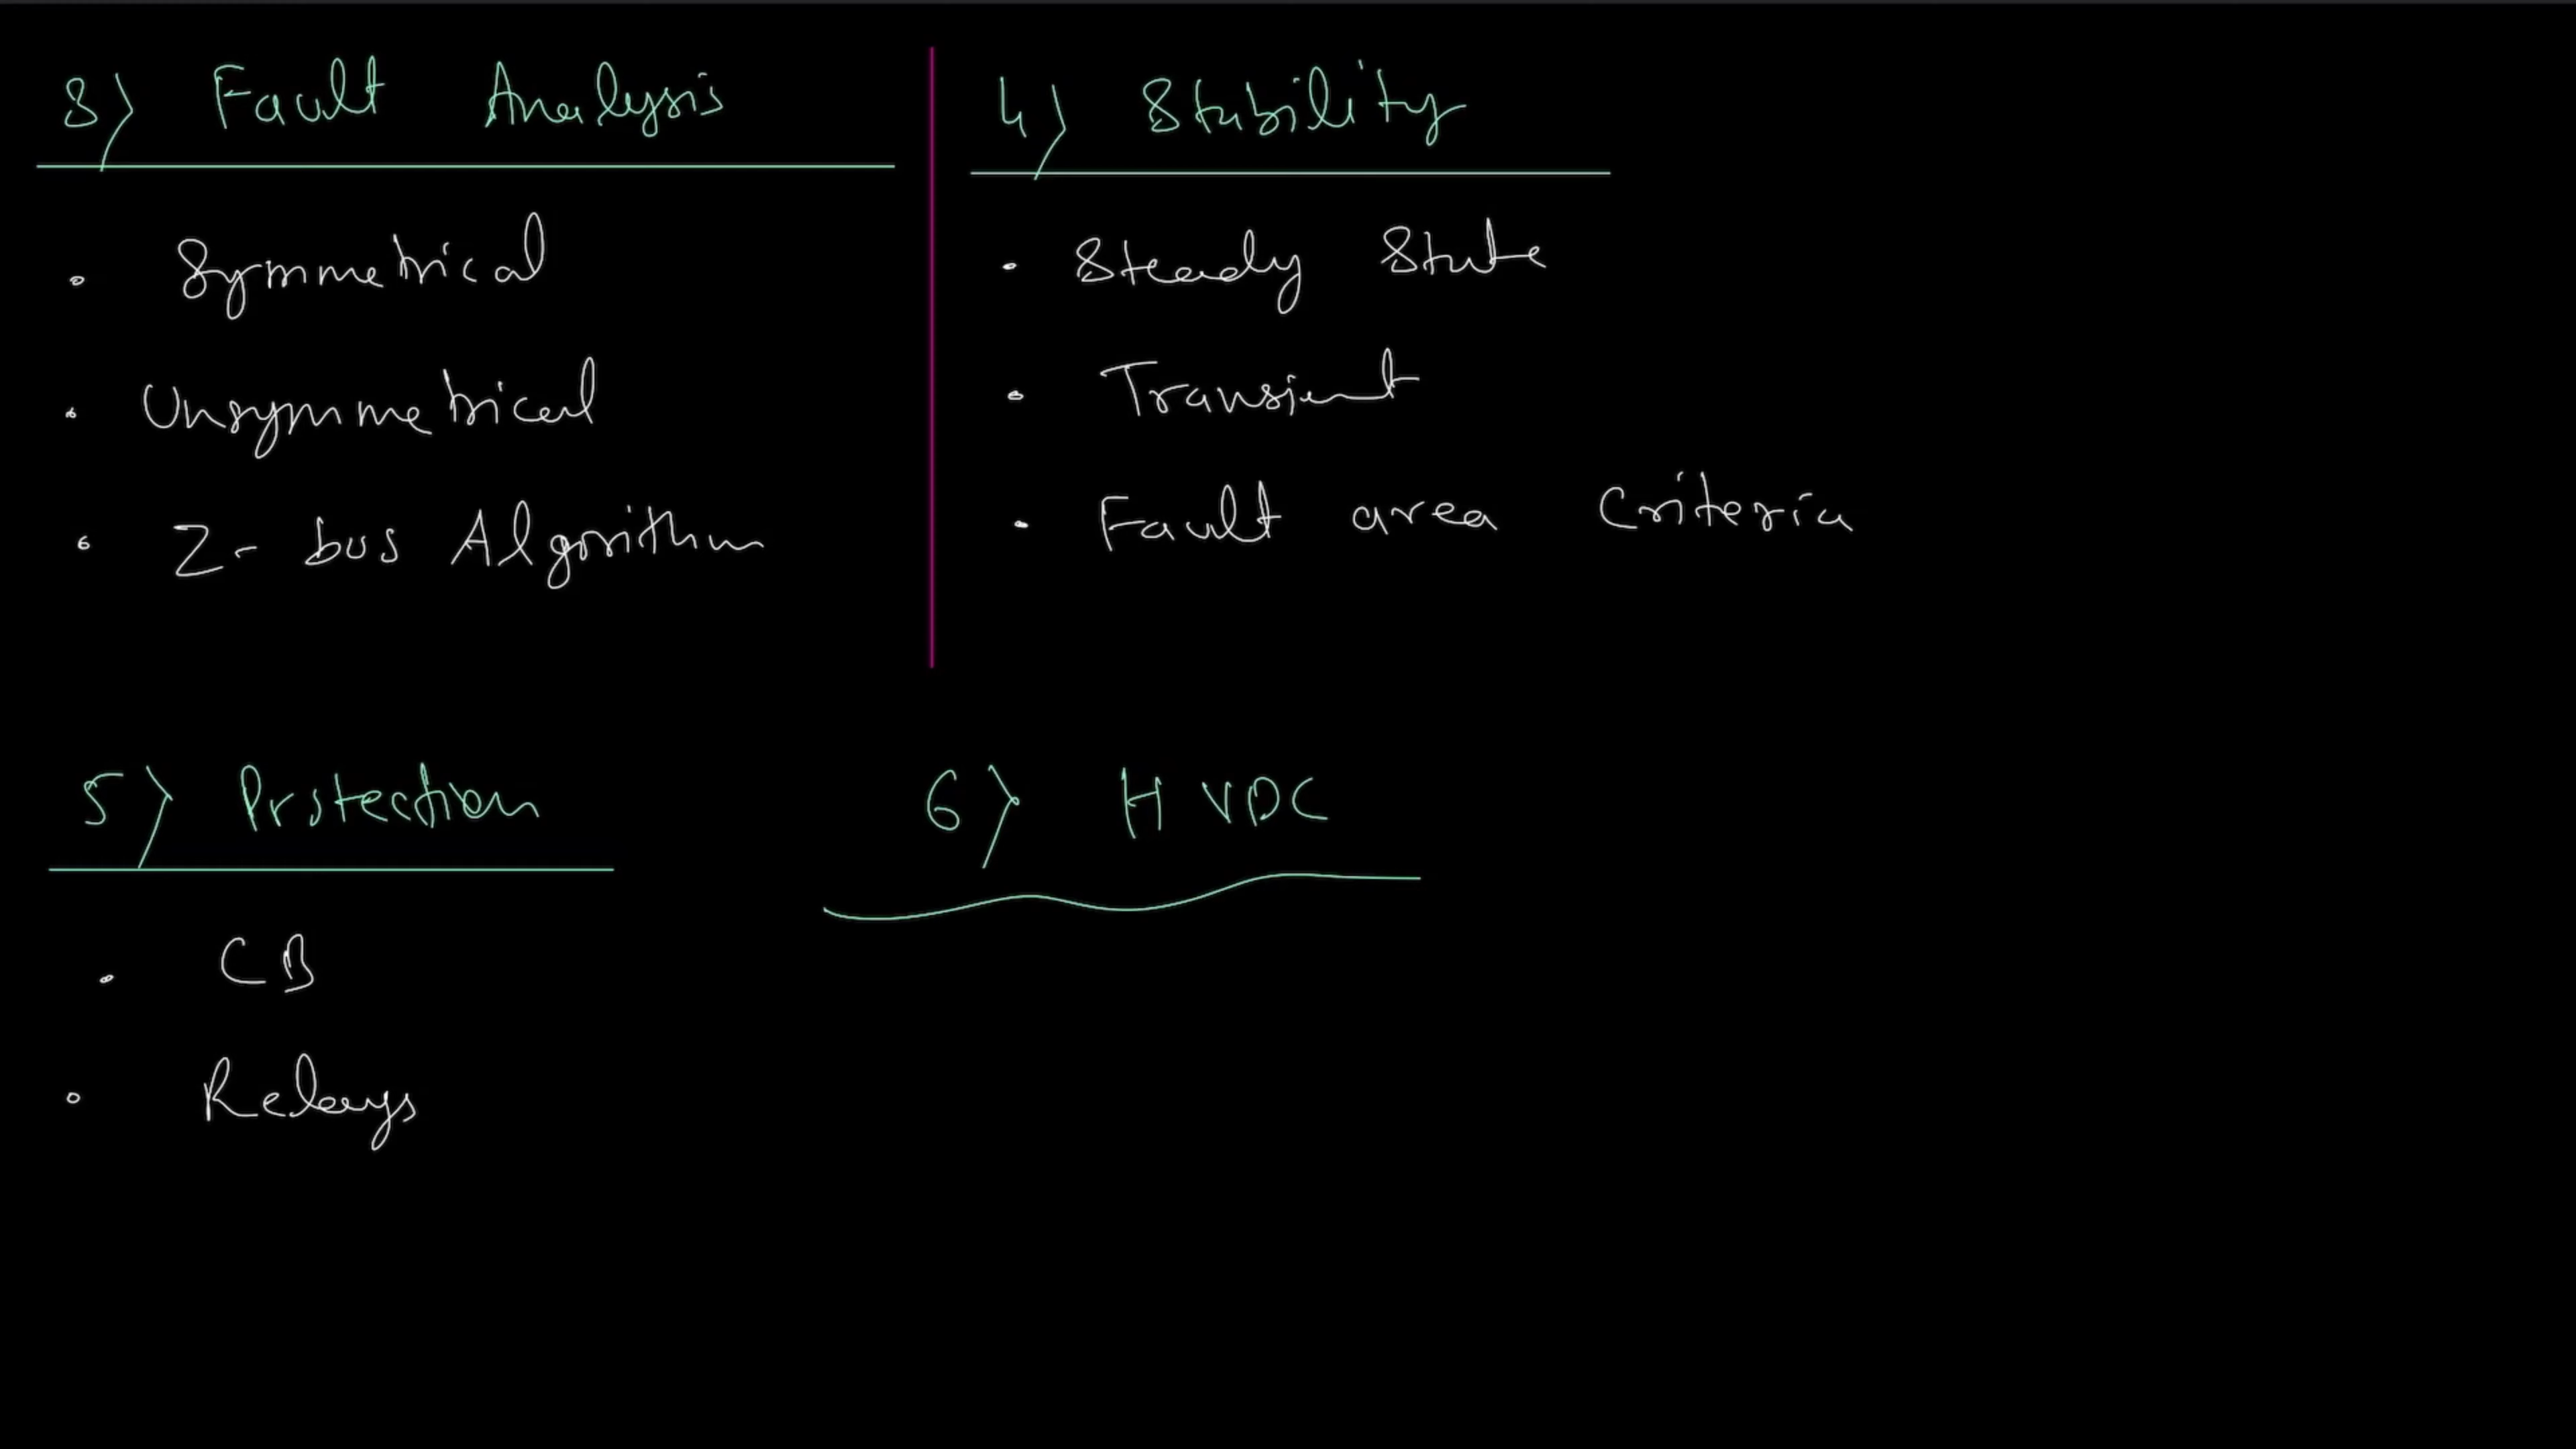 3) Fault Analysis
• Symmetrical
• Unsymmetrical
• Z- bus Algorithm
4) Stability
• Steady State
• Transient
• Fault area Criteria
5) Protection
• CB
• Relays
6) HVDC